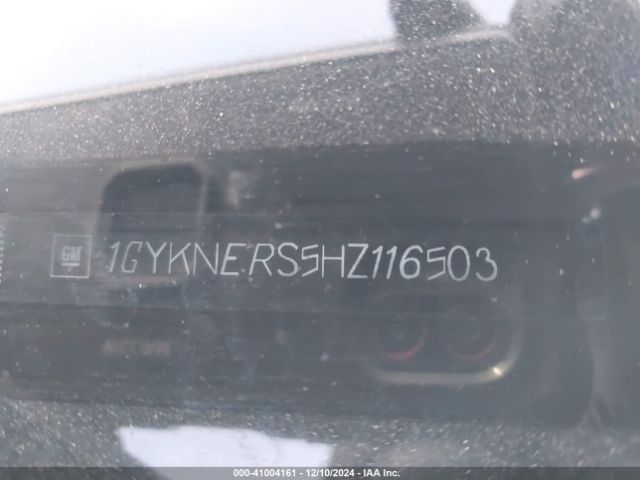 GM
1GYKNERS5HZ116503
000-41004161 - 12/10/2024 - IAA Inc.